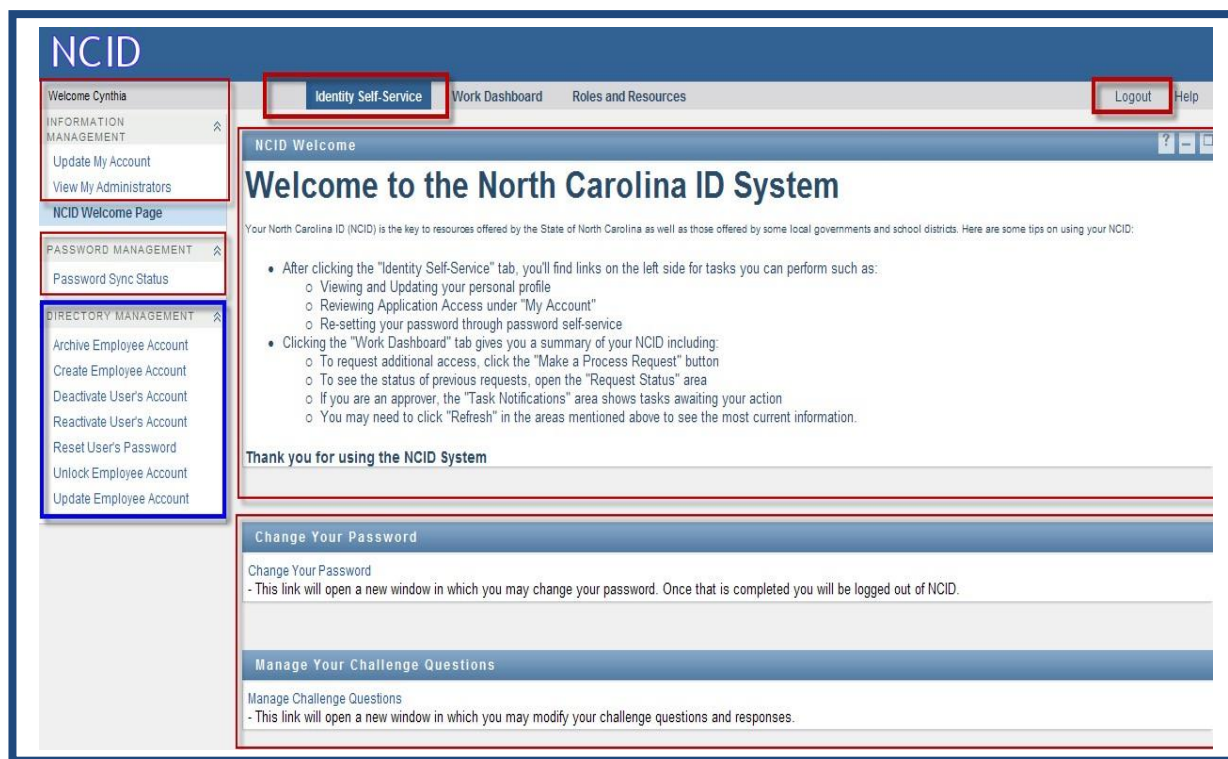 NCID
Welcome Cynthia
Identity Self-Service
Work Dashboard
Roles and Resources
Logout
Help
INFORMATION
MANAGEMENT
Update My Account
View My Administrators
NCID Welcome Page
PASSWORD MANAGEMENT
Password Sync Status
DIRECTORY MANAGEMENT
Archive Employee Account
Create Employee Account
Deactivate User's Account
Reactivate User's Account
Reset User's Password
Unlock Employee Account
Update Employee Account
NCID Welcome
?
Welcome to the North Carolina ID System
Your North Carolina ID (NCID) is the key to resources offered by the State of North Carolina as well as those offered by some local governments and school districts. Here are some tips on using your NCID:
• After clicking the "Identity Self-Service" tab, you'll find links on the left side for tasks you can perform such as:
o Viewing and Updating your personal profile
o Reviewing Application Access under "My Account"
o Re-setting your password through password self-service
• Clicking the "Work Dashboard" tab gives you a summary of your NCID including:
o To request additional access, click the "Make a Process Request" button
o To see the status of previous requests, open the "Request Status" area
o If you are an approver, the "Task Notifications" area shows tasks awaiting your action
o You may need to click "Refresh" in the areas mentioned above to see the most current information.
Thank you for using the NCID System
Change Your Password
Change Your Password
- This link will open a new window in which you may change your password. Once that is completed you will be logged out of NCID.
Manage Your Challenge Questions
Manage Challenge Questions
- This link will open a new window in which you may modify your challenge questions and responses.